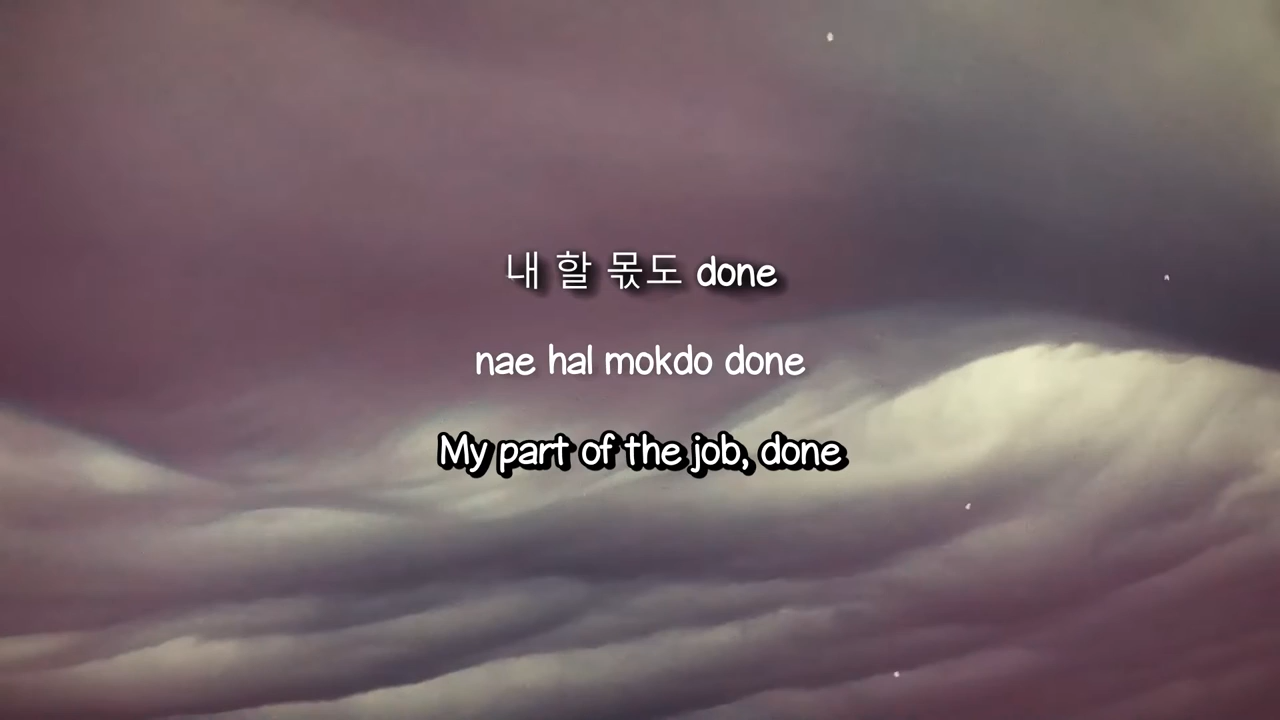 내 할 몫도 done
nae hal mokdo done
My part of the job, done